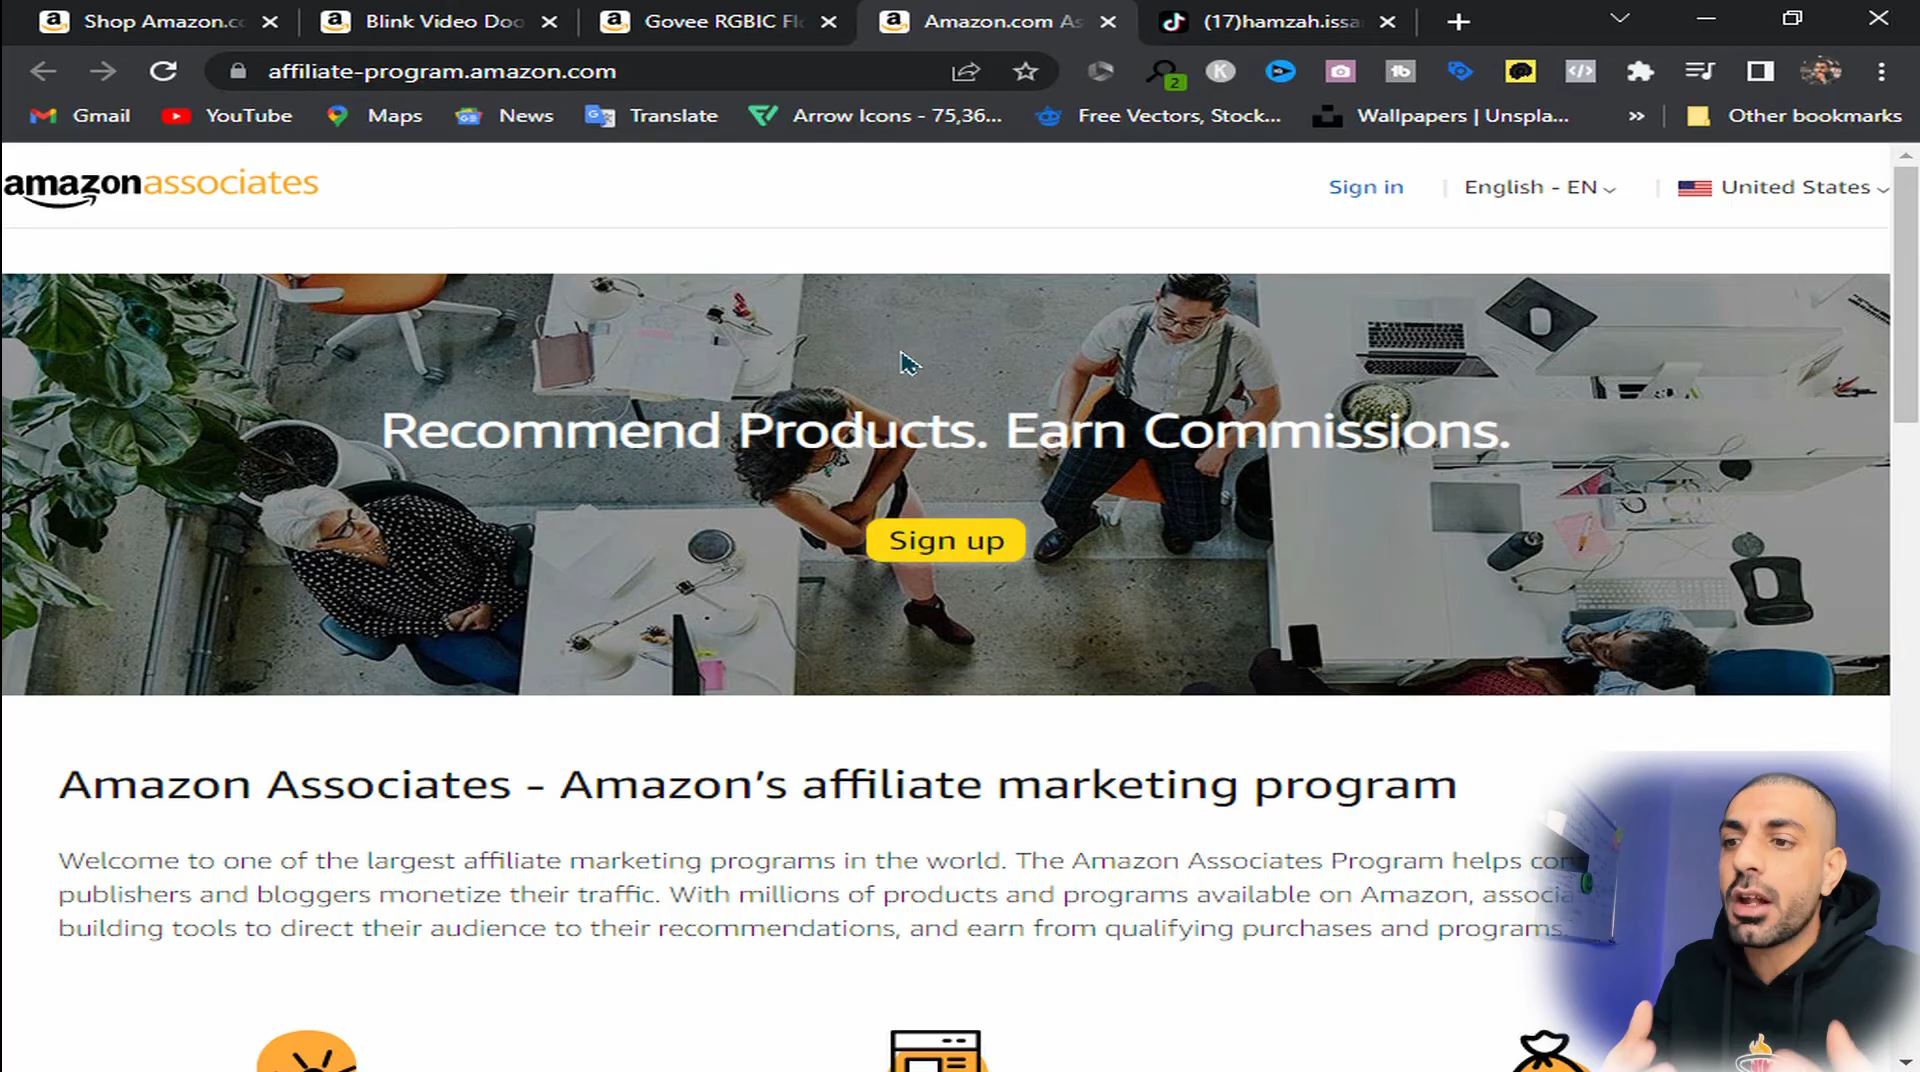 Shop Amazon.c
Blink Video Doo
Govee RGBIC Fl
Amazon.com As
(17)hamzah.issa
affiliate-program.amazon.com
2
Gmail
YouTube
Maps
News
Translate
Arrow Icons - 75,36...
Free Vectors, Stock...
Wallpapers | Unspla...
Other bookmarks
amazonassociates
Sign in
English - EN
United States
Recommend Products. Earn Commissions.
Sign up
Amazon Associates - Amazon's affiliate marketing program
Welcome to one of the largest affiliate marketing programs in the world. The Amazon Associates Program helps con
publishers and bloggers monetize their traffic. With millions of products and programs available on Amazon, associa
building tools to direct their audience to their recommendations, and earn from qualifying purchases and programs.